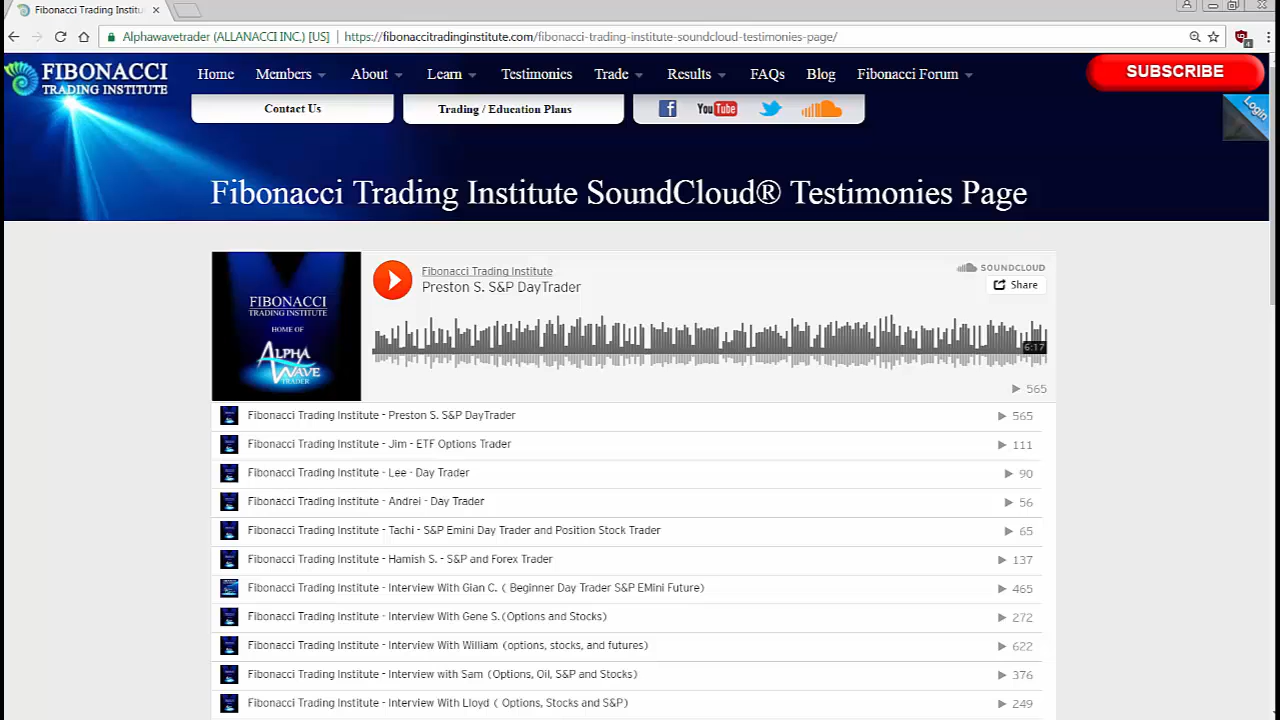 Fibonacci Trading Institu
Alphawavetrader (ALLANACCI INC.) [US] https://fibonaccitradinginstitute.com/fibonacci-trading-institute-soundcloud-testimonies-page/
4
FIBONACCI
TRADING INSTITUTE
Home Members About Learn Testimonies Trade Results FAQs Blog Fibonacci Forum
SUBSCRIBE
Login
Contact Us
Trading / Education Plans
YouTube
Fibonacci Trading Institute SoundCloud® Testimonies Page
FIBONACCI
TRADING INSTITUTE
HOME OF
ALPHA
WAVE
TRADER
Fibonacci Trading Institute
Preston S. S&P DayTrader
SOUNDCLOUD
Share
6:17
565
Fibonacci Trading Institute - Preston S. S&P DayTrader 565
Fibonacci Trading Institute - Jim - ETF Options Trader 111
Fibonacci Trading Institute - Lee - Day Trader 90
Fibonacci Trading Institute - Andrei - Day Trader 56
Fibonacci Trading Institute - Tachi - S&P Emini Day Trader and Position Stock Trader 65
Fibonacci Trading Institute - Hamish S. - S&P and Forex Trader 137
Fibonacci Trading Institute - Interview With Gian C. ( Beginner Day Trader S&P EMini Future) 465
Fibonacci Trading Institute - Interview With Gene S (Options and Stocks) 272
Fibonacci Trading Institute - Interview With William (options, stocks, and futures) 622
Fibonacci Trading Institute - Interview with Sam (Options, Oil, S&P and Stocks) 376
Fibonacci Trading Institute - Interview With Lloyd ( Options, Stocks and S&P) 249